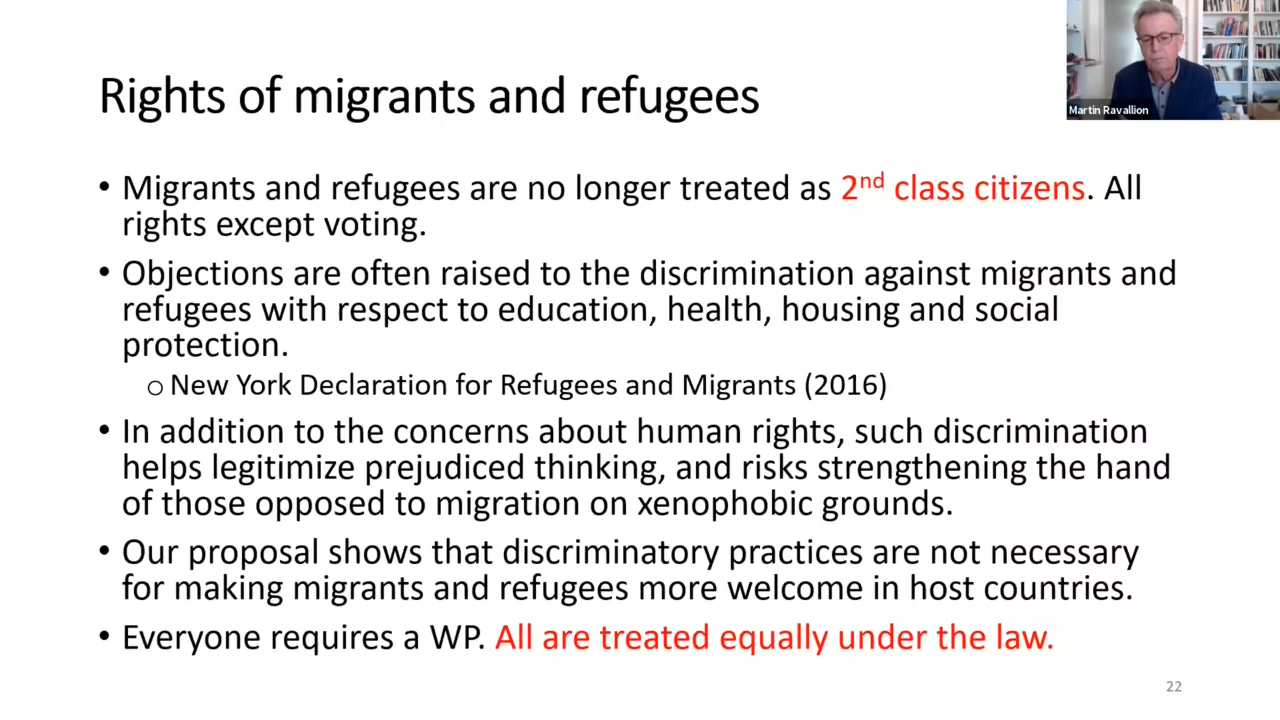 Martin Ravallion
Rights of migrants and refugees
• Migrants and refugees are no longer treated as 2nd class citizens. All
rights except voting.
• Objections are often raised to the discrimination against migrants and
refugees with respect to education, health, housing and social
protection.
o New York Declaration for Refugees and Migrants (2016)
• In addition to the concerns about human rights, such discrimination
helps legitimize prejudiced thinking, and risks strengthening the hand
of those opposed to migration on xenophobic grounds.
• Our proposal shows that discriminatory practices are not necessary
for making migrants and refugees more welcome in host countries.
• Everyone requires a WP. All are treated equally under the law.
22